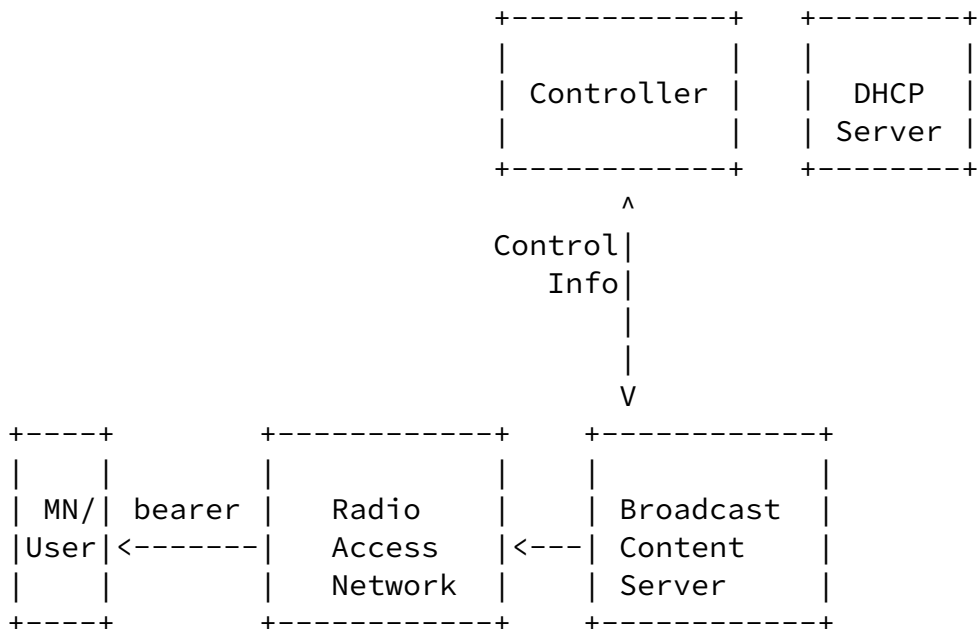 Controller
DHCP
Server
Control
Info
V
MN/ bearer Radio Broadcast
User Access Content
Network Server